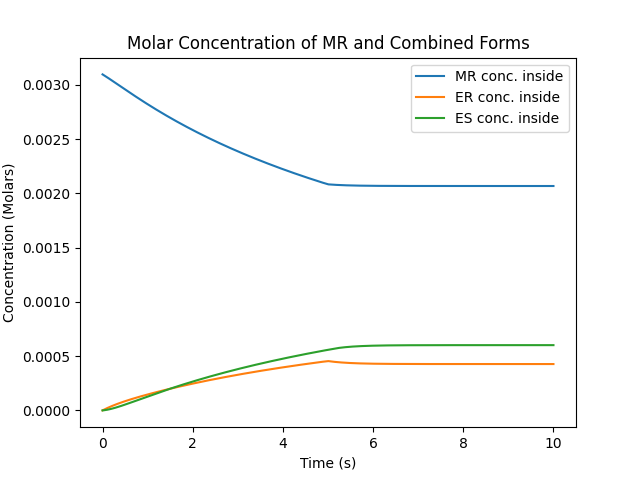 Molar Concentration of MR and Combined Forms
MR conc. inside
ER conc. inside
ES conc. inside
Concentration (Molars)
0.0030
0.0025
0.0020
0.0015
0.0010
0.0005
0.0000
0 2 4 6 8 10
Time (s)